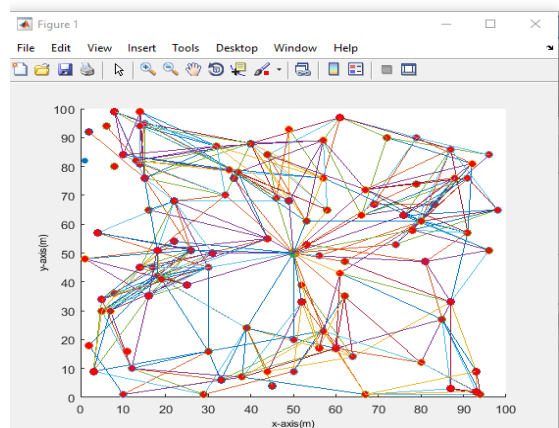 Figure 1
File Edit View Insert Tools Desktop Window Help
100
90
80
70
60
50
40
30
20
10
0
y-axis(m)
0 10 20 30 40 50 60 70 80 90 100
x-axis(m)